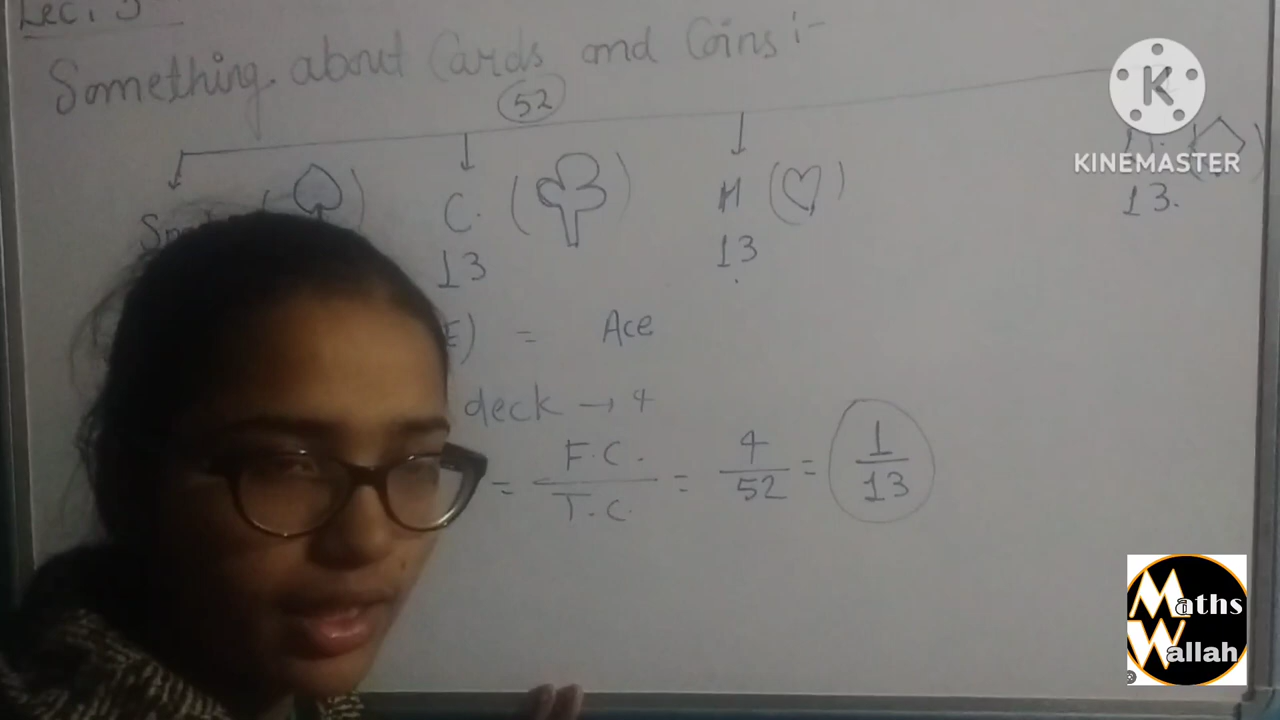 Lec. 3
Something about Cards and Coins :-
52
C. H
13 13 13.
E) = Ace
deck → 4
= F.C. / T.C. = 4/52 = 1/13
KINEMASTER
Maths
Wallah